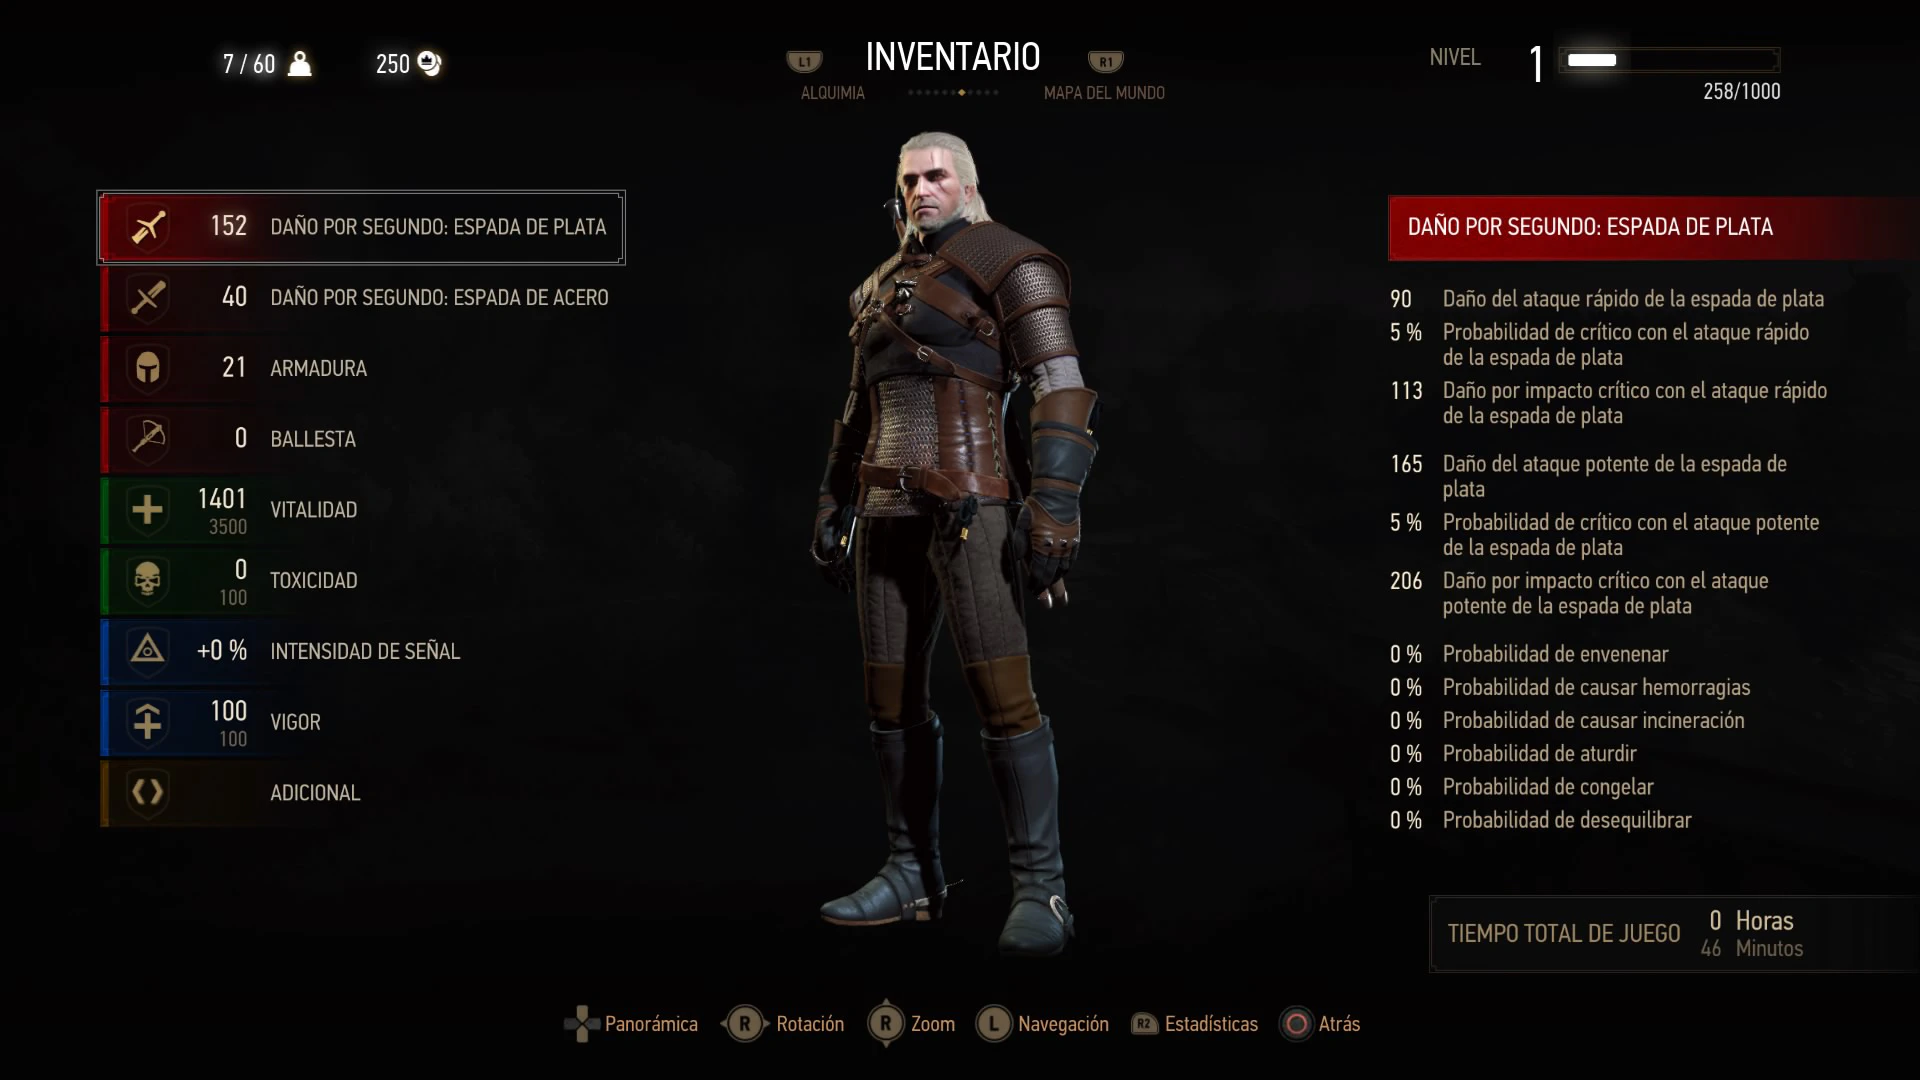 7 / 60
250
L1
INVENTARIO
R1
ALQUIMIA
MAPA DEL MUNDO
NIVEL
1
258/1000
152 DAÑO POR SEGUNDO: ESPADA DE PLATA
40 DAÑO POR SEGUNDO: ESPADA DE ACERO
21 ARMADURA
0 BALLESTA
1401
3500
VITALIDAD
0
100
TOXICIDAD
+0 % INTENSIDAD DE SEÑAL
100
100
VIGOR
ADICIONAL
DAÑO POR SEGUNDO: ESPADA DE PLATA
90 Daño del ataque rápido de la espada de plata
5 % Probabilidad de crítico con el ataque rápido
de la espada de plata
113 Daño por impacto crítico con el ataque rápido
de la espada de plata
165 Daño del ataque potente de la espada de
plata
5 % Probabilidad de crítico con el ataque potente
de la espada de plata
206 Daño por impacto crítico con el ataque
potente de la espada de plata
0 % Probabilidad de envenenar
0 % Probabilidad de causar hemorragias
0 % Probabilidad de causar incineración
0 % Probabilidad de aturdir
0 % Probabilidad de congelar
0 % Probabilidad de desequilibrar
TIEMPO TOTAL DE JUEGO
0 Horas
46 Minutos
Panorámica
R Rotación
R Zoom
L Navegación
R2 Estadísticas
Atrás